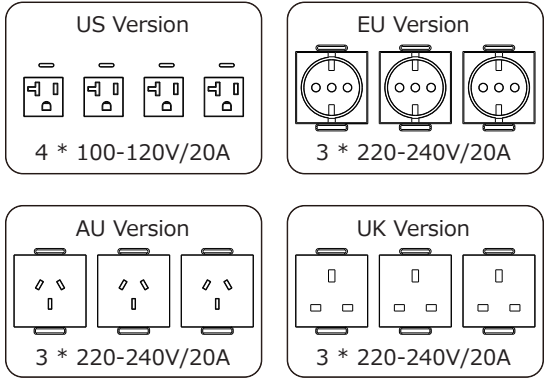 US Version
4 * 100-120V/20A
EU Version
3 * 220-240V/20A
AU Version
3 * 220-240V/20A
UK Version
3 * 220-240V/20A